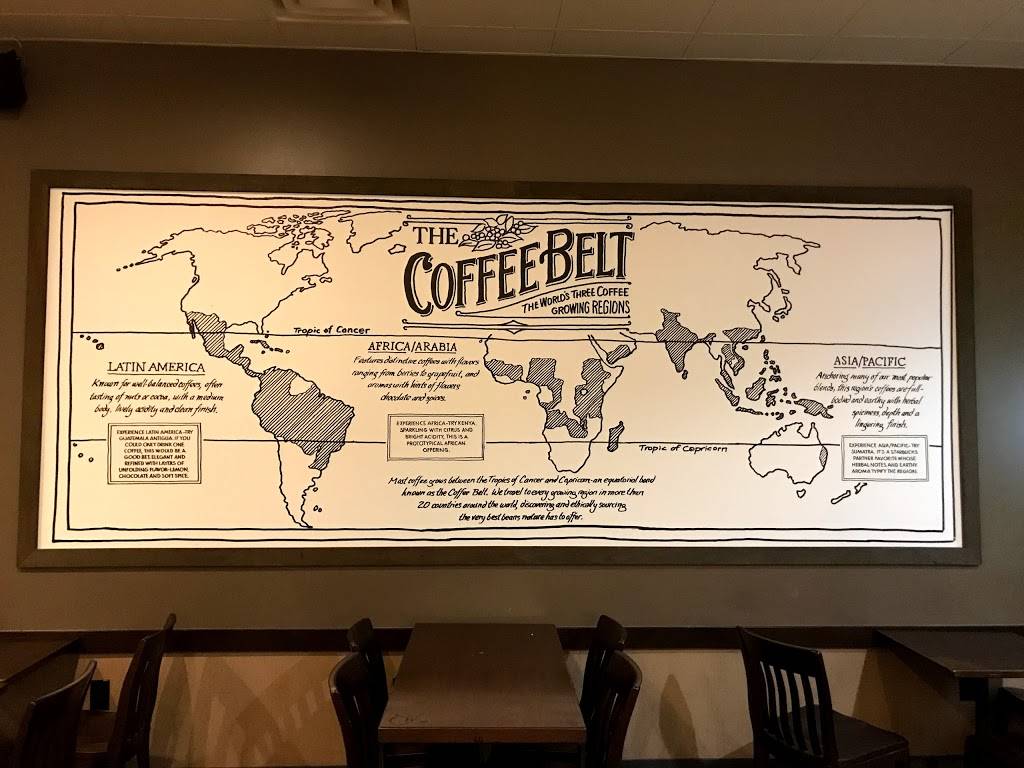 THE
COFFEE BELT
THE WORLD'S THREE COFFEE
GROWING REGIONS
Tropic of Cancer
LATIN AMERICA
Known for well-balanced coffees, often
tasting of nuts or cocoa, with a medium
body, lively acidity and clean finish.
EXPERIENCE LATIN AMERICA-TRY
GUATEMALA ANTIGUA. IF YOU
COULD ONLY DRINK ONE
COFFEE, THIS WOULD BE A
GOOD BET. ELEGANT AND
REFINED WITH LAYERS OF
UNFOLDING FLAVOR-LEMON,
CHOCOLATE AND SOFT SPICE.
AFRICA/ARABIA
Features distinctive coffees with flavors
ranging from berries to grapefruit, and
aromas with hints of flowers,
chocolate and spices.
EXPERIENCE AFRICA-TRY KENYA.
SPARKLING WITH CITRUS AND
BRIGHT ACIDITY, THIS IS A
PROTOTYPICAL AFRICAN
OFFERING.
ASIA/PACIFIC
Anchoring many of our most popular
blends, this region's coffees are full-
bodied and earthy with herbal
spiciness, depth and a
lingering finish.
EXPERIENCE ASIA/PACIFIC-TRY
SUMATRA. IT'S A STARBUCKS
PARTNER FAVORITE WHOSE
HERBAL NOTES AND EARTHY
AROMA TYPIFY THE REGION.
Tropic of Capricorn
Most coffee grows between the Tropics of Cancer and Capricorn-an equatorial band
known as the Coffee Belt. We travel to every growing region in more than
20 countries around the world, discovering and ethically sourcing
the very best beans nature has to offer.